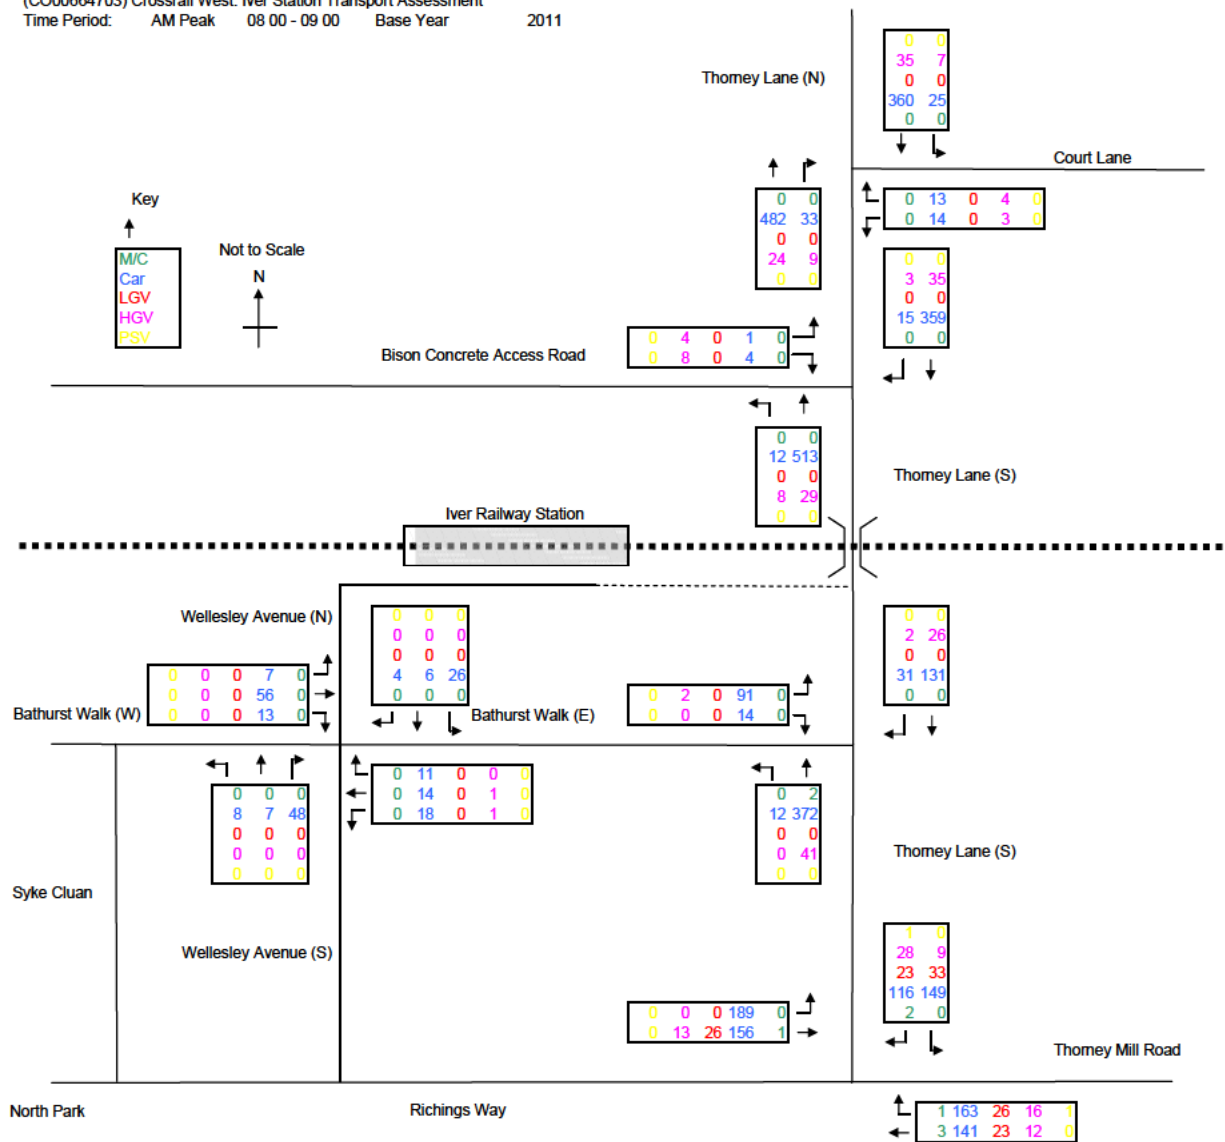 (CO00664703) Crossrail West: Iver Station Transport Assessment
Time Period: AM Peak 08 00 - 09 00 Base Year 2011
0 0
35 7
0 0
360 25
0 0
Thorney Lane (N)
Court Lane
0 0
482 33
0 0
24 9
0 0
0 13 0 4 0
0 14 0 3 0
Key
M/C
Car
LGV
HGV
PSV
Not to Scale
N
0 0
3 35
0 0
15 359
0 0
Bison Concrete Access Road
0 4 0 1 0
0 8 0 4 0
0 0
12 513
0 0
8 29
0 0
Thorney Lane (S)
Iver Railway Station
Wellesley Avenue (N)
0 0 0
0 0 0
0 0 0
4 6 26
0 0 0
0 0
2 26
0 0
31 131
0 0
0 0 0 7 0
0 0 0 56 0
0 0 0 13 0
Bathurst Walk (W)
Bathurst Walk (E)
0 2 0 91 0
0 0 0 14 0
0 0 0
8 7 48
0 0 0
0 0 0
0 0 0
0 11 0 0 0
0 14 0 1 0
0 18 0 1 0
0 2
12 372
0 0
0 41
0 0
Thorney Lane (S)
Syke Cluan
Wellesley Avenue (S)
1 0
28 9
23 33
116 149
2 0
0 0 0 189 0
0 13 26 156 1
Thorney Mill Road
North Park
Richings Way
1 163 26 16 1
3 141 23 12 0